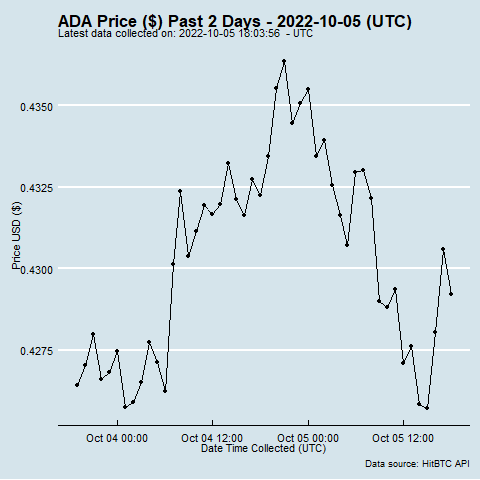 ADA Price ($) Past 2 Days - 2022-10-05 (UTC)
Latest data collected on: 2022-10-05 18:03:56  - UTC
0.4350
0.4325
0.4300
0.4275
Price USD ($)
Oct 04 00:00 Oct 04 12:00 Oct 05 00:00 Oct 05 12:00
Date Time Collected (UTC)
Data source: HitBTC API